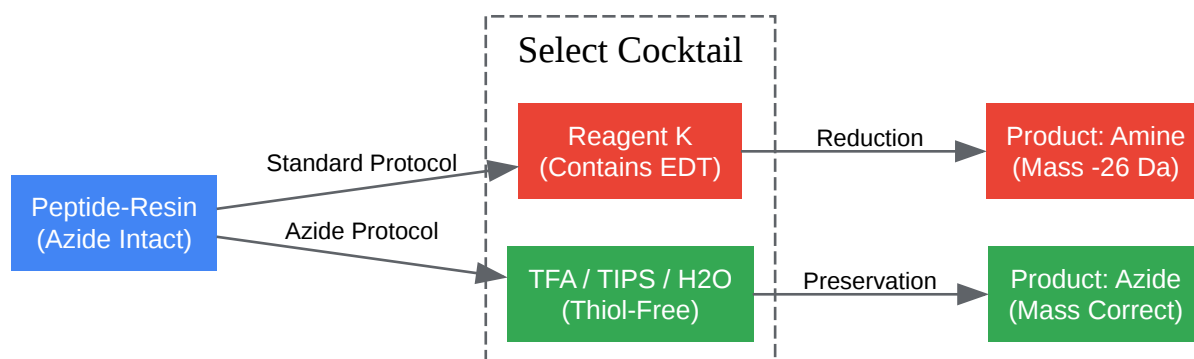 Select Cocktail
Peptide-Resin
(Azide Intact)
Standard Protocol
Azide Protocol
Reagent K
(Contains EDT)
Reduction
Product: Amine
(Mass -26 Da)
TFA / TIPS / H2O
(Thiol-Free)
Preservation
Product: Azide
(Mass Correct)